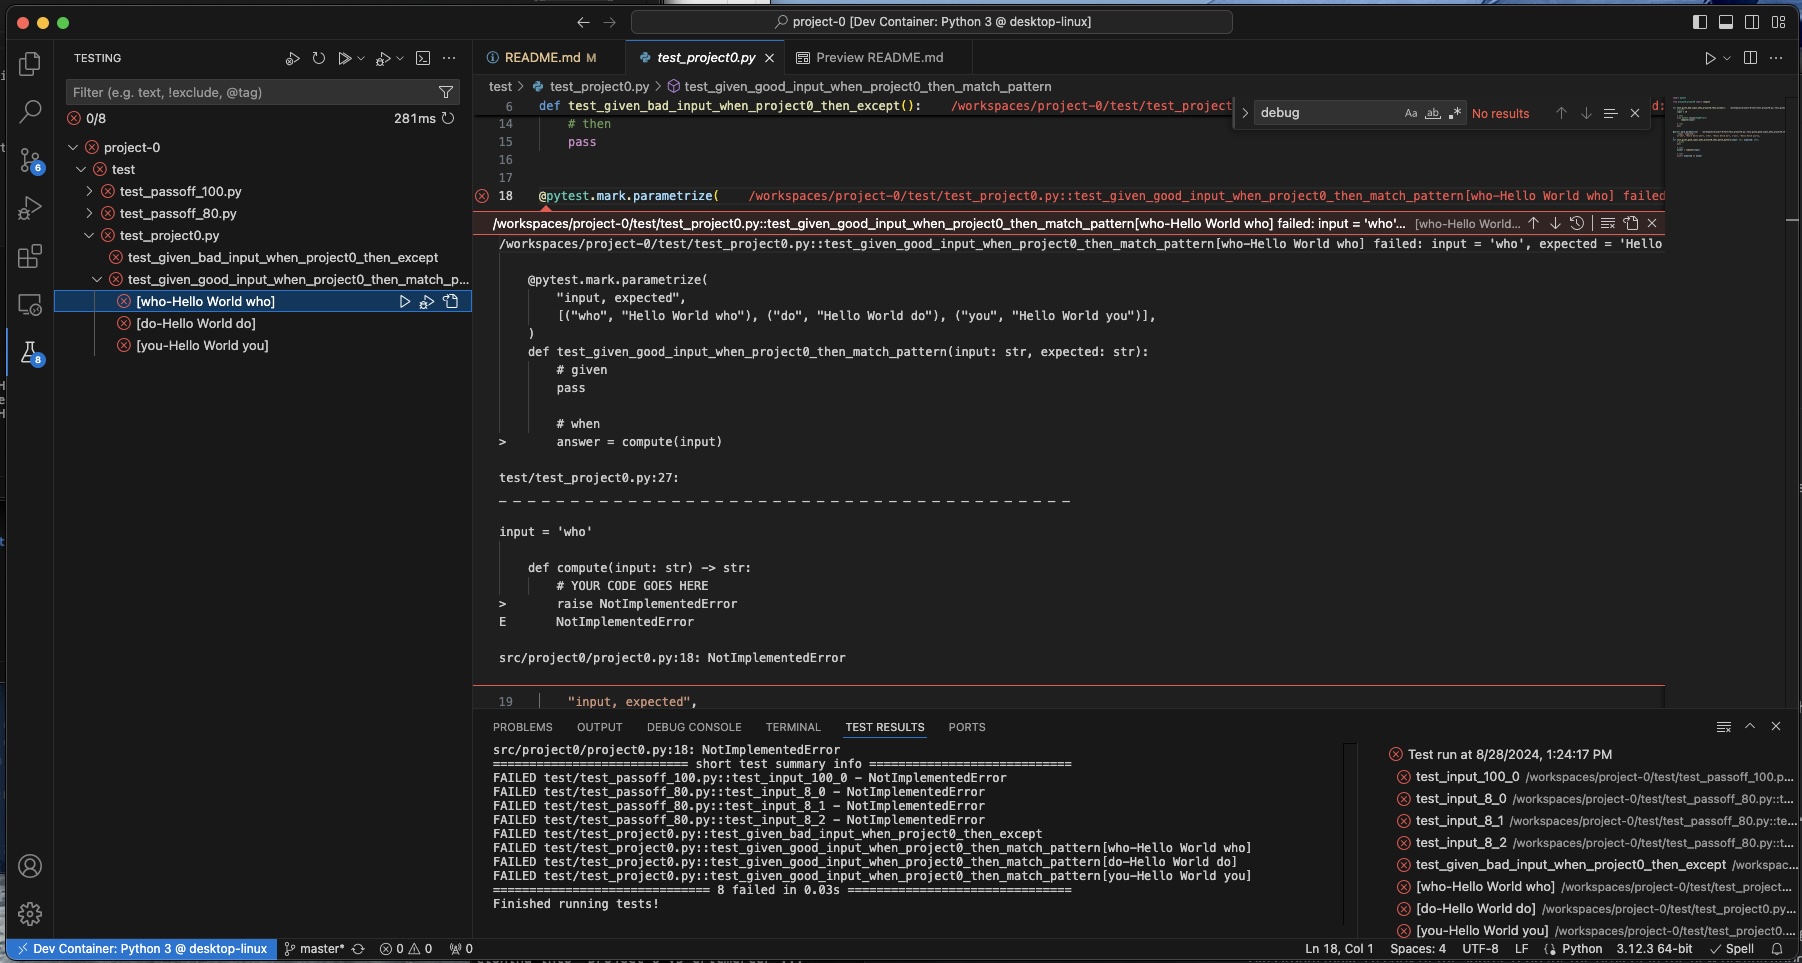 project-0 [Dev Container: Python 3 @ desktop-linux]
TESTING
Filter (e.g. text, !exclude, @tag)
0/8
281ms
project-0
test
test_passoff_100.py
test_passoff_80.py
test_project0.py
test_given_bad_input_when_project0_then_except
test_given_good_input_when_project0_then_match_p...
[who-Hello World who]
[do-Hello World do]
[you-Hello World you]
6
8
README.md M
test_project0.py
Preview README.md
test > test_project0.py > test_given_good_input_when_project0_then_match_pattern
6 def test_given_bad_input_when_project0_then_except(): /workspaces/project-0/test/test_project
debug
Aa ab .*
No results
14 # then
15 pass
16
17
18 @pytest.mark.parametrize( /workspaces/project-0/test/test_project0.py::test_given_good_input_when_project0_then_match_pattern[who-Hello World who] failed
/workspaces/project-0/test/test_project0.py::test_given_good_input_when_project0_then_match_pattern[who-Hello World who] failed: input = 'who'... [who-Hello World...
/workspaces/project-0/test/test_project0.py::test_given_good_input_when_project0_then_match_pattern[who-Hello World who] failed: input = 'who', expected = 'Hello
@pytest.mark.parametrize(
"input, expected",
[("who", "Hello World who"), ("do", "Hello World do"), ("you", "Hello World you")],
)
def test_given_good_input_when_project0_then_match_pattern(input: str, expected: str):
# given
pass
# when
> answer = compute(input)
test/test_project0.py:27:
_ _ _ _ _ _ _ _ _ _ _ _ _ _ _ _ _ _ _ _ _ _ _ _ _ _ _ _ _ _ _ _ _ _ _ _ _ _ _ _
input = 'who'
def compute(input: str) -> str:
# YOUR CODE GOES HERE
> raise NotImplementedError
E NotImplementedError
src/project0/project0.py:18: NotImplementedError
19 "input, expected",
PROBLEMS OUTPUT DEBUG CONSOLE TERMINAL TEST RESULTS PORTS
src/project0/project0.py:18: NotImplementedError
=========================== short test summary info ============================
FAILED test/test_passoff_100.py::test_input_100_0 - NotImplementedError
FAILED test/test_passoff_80.py::test_input_8_0 - NotImplementedError
FAILED test/test_passoff_80.py::test_input_8_1 - NotImplementedError
FAILED test/test_passoff_80.py::test_input_8_2 - NotImplementedError
FAILED test/test_project0.py::test_given_bad_input_when_project0_then_except
FAILED test/test_project0.py::test_given_good_input_when_project0_then_match_pattern[who-Hello World who]
FAILED test/test_project0.py::test_given_good_input_when_project0_then_match_pattern[do-Hello World do]
FAILED test/test_project0.py::test_given_good_input_when_project0_then_match_pattern[you-Hello World you]
============================== 8 failed in 0.03s ===============================
Finished running tests!
Test run at 8/28/2024, 1:24:17 PM
test_input_100_0 /workspaces/project-0/test/test_passoff_100.p...
test_input_8_0 /workspaces/project-0/test/test_passoff_80.py::t...
test_input_8_1 /workspaces/project-0/test/test_passoff_80.py::te...
test_input_8_2 /workspaces/project-0/test/test_passoff_80.py::t...
test_given_bad_input_when_project0_then_except /workspac...
[who-Hello World who] /workspaces/project-0/test/test_project...
[do-Hello World do] /workspaces/project-0/test/test_project0.py...
[you-Hello World you] /workspaces/project-0/test/test_project0...
Dev Container: Python 3 @ desktop-linux
master*
0 0
0
Ln 18, Col 1 Spaces: 4 UTF-8 LF Python 3.12.3 64-bit Spell